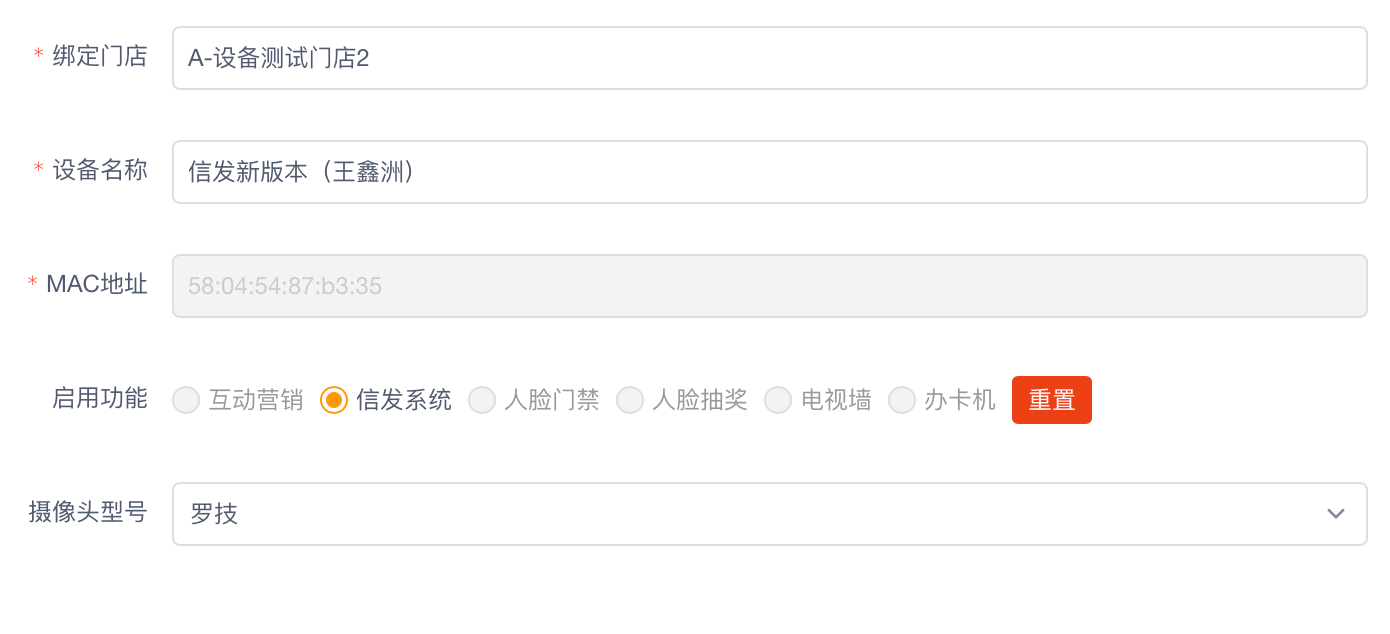 * 绑定门店 A-设备测试门店2
* 设备名称 信发新版本（王鑫洲）
* MAC地址 58:04:54:87:b3:35
启用功能 互动营销 信发系统 人脸门禁 人脸抽奖 电视墙 办卡机 重置
摄像头型号 罗技